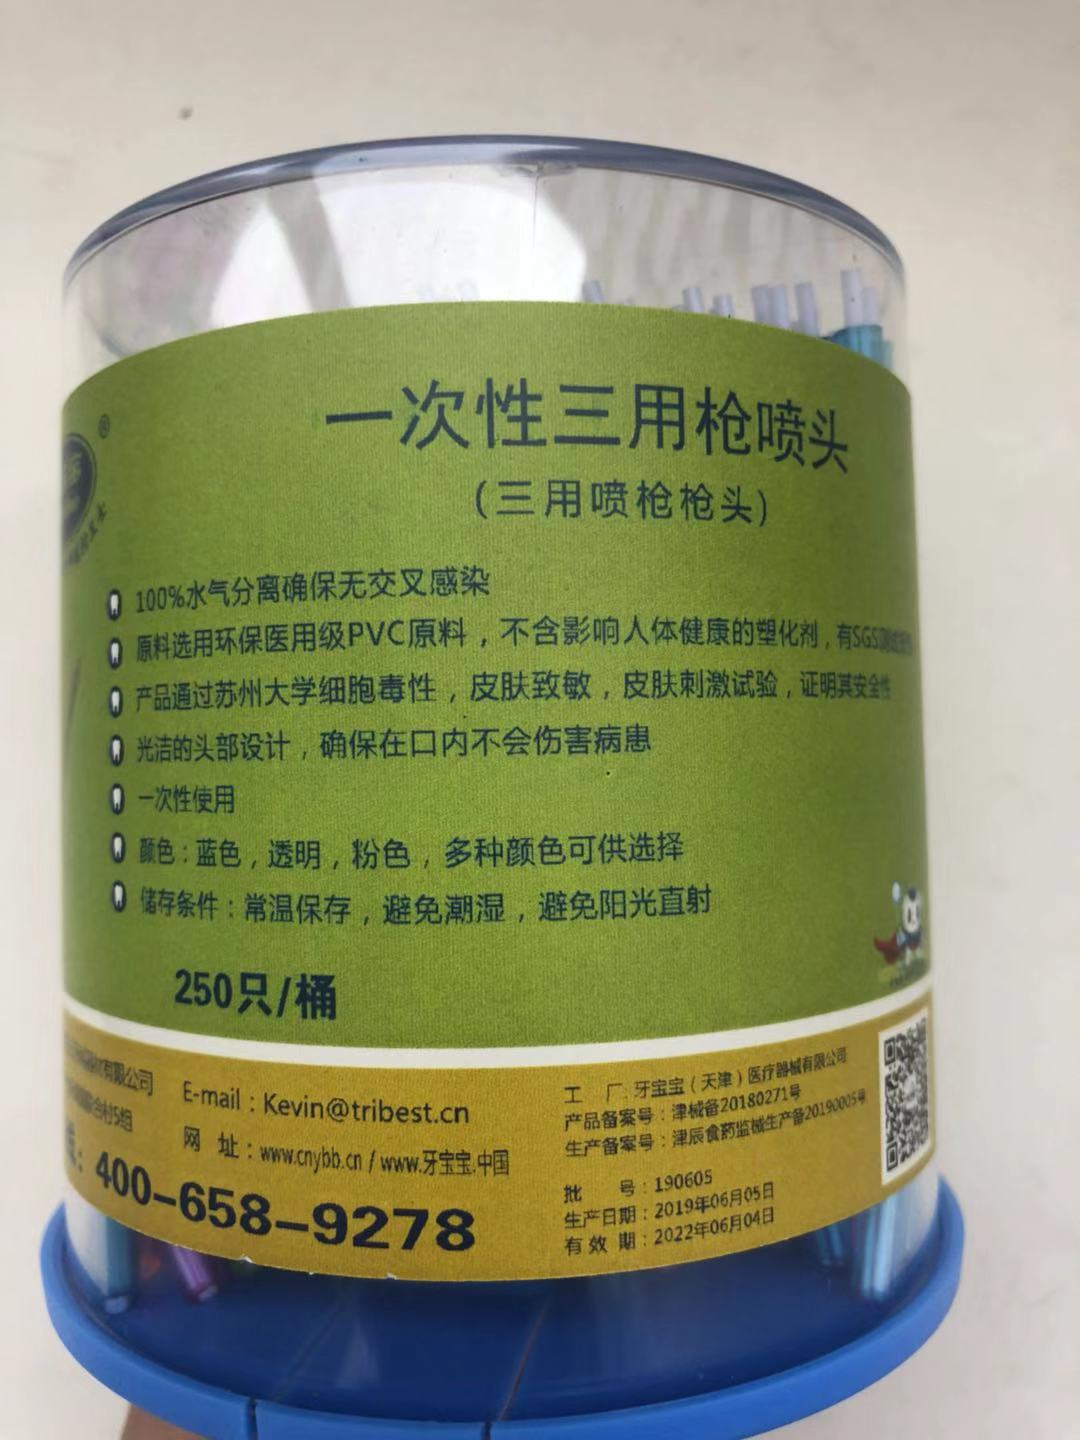 一次性三用枪喷头
(三用喷枪枪头)
®
100%水气分离确保无交叉感染
原料选用环保医用级PVC原料，不含影响人体健康的塑化剂，有SGS
产品通过苏州大学细胞毒性，皮肤致敏，皮肤刺激试验，证明其安全性
光洁的头部设计，确保在口内不会伤害病患
一次性使用
颜色：蓝色，透明，粉色，多种颜色可供选择
储存条件：常温保存，避免潮湿，避免阳光直射
250只/桶
有限公司
合村5组
E-mail：Kevin@tribest.cn
网 址：www.cnybb.cn / www.牙宝宝.中国
400-658-9278
工 厂：牙宝宝（天津）医疗器械有限公司
产品备案号：津械备20180271号
生产备案号：津辰食药监械生产备20190005号
批 号：190605
生产日期：2019年06月05日
有 效 期：2022年06月04日